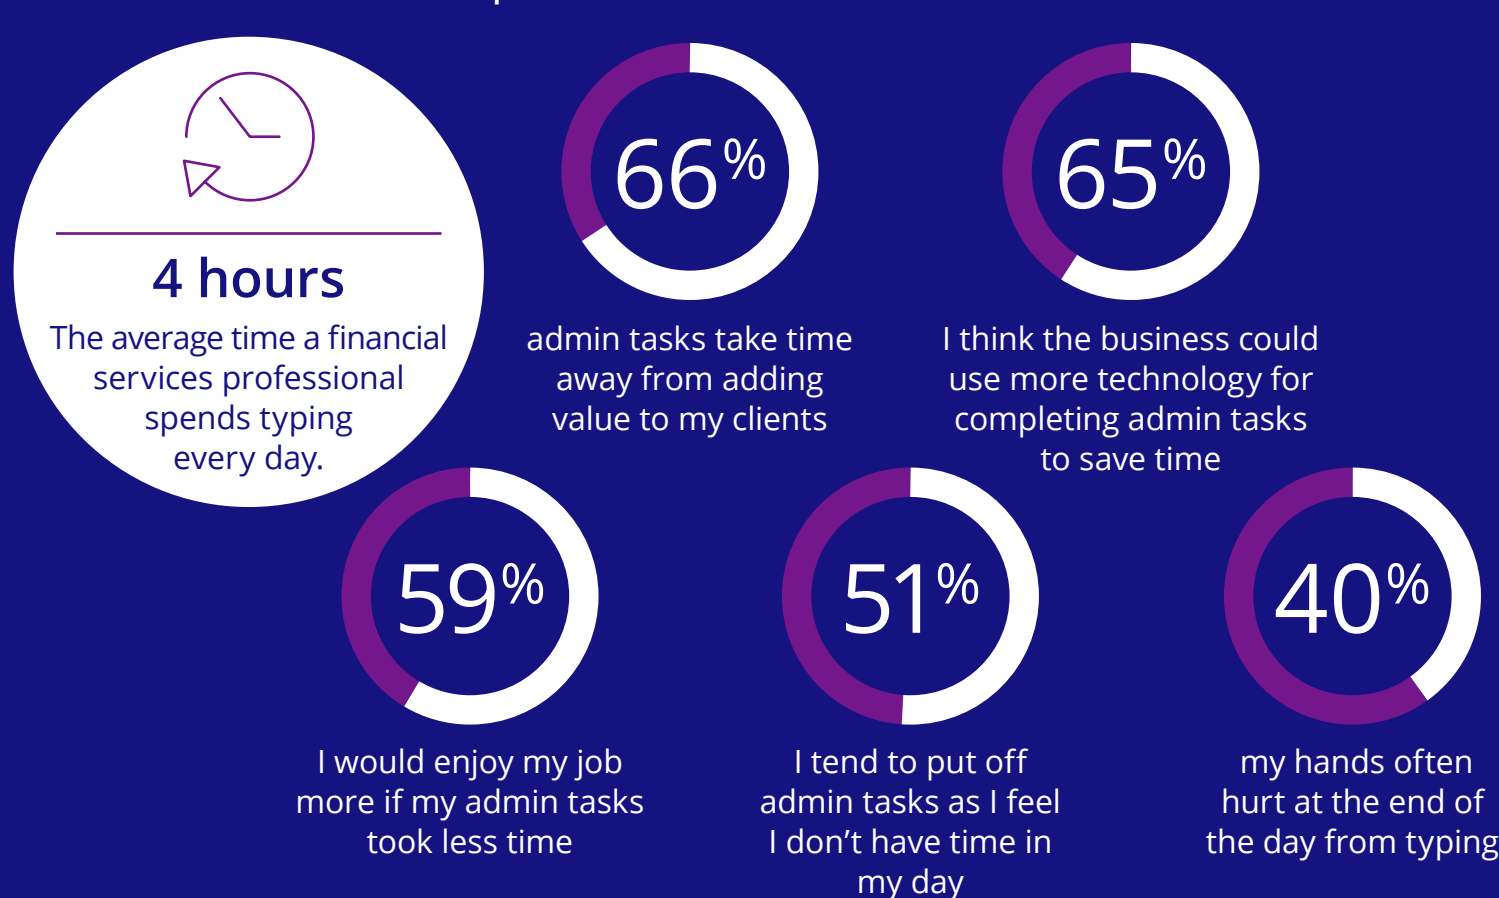 4 hours
The average time a financial
services professional
spends typing
every day.
66%
admin tasks take time
away from adding
value to my clients
65%
I think the business could
use more technology for
completing admin tasks
to save time
59%
I would enjoy my job
more if my admin tasks
took less time
51%
I tend to put off
admin tasks as I feel
I don’t have time in
my day
40%
my hands often
hurt at the end of
the day from typing